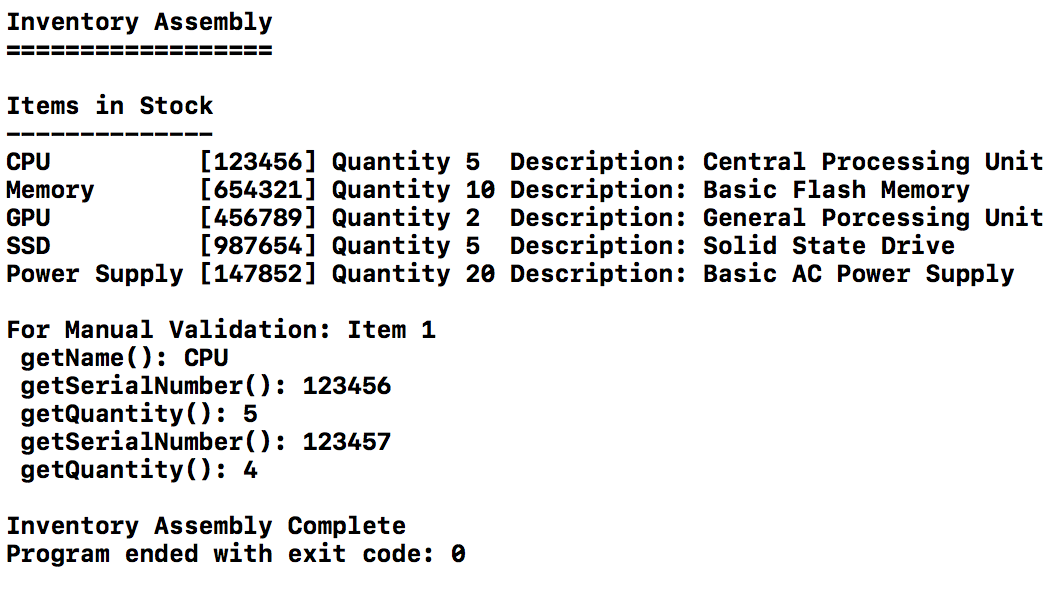 Inventory Assembly
==================
Items in Stock
--------------
CPU          [123456] Quantity 5  Description: Central Processing Unit
Memory       [654321] Quantity 10 Description: Basic Flash Memory
GPU          [456789] Quantity 2  Description: General Porcessing Unit
SSD          [987654] Quantity 5  Description: Solid State Drive
Power Supply [147852] Quantity 20 Description: Basic AC Power Supply
For Manual Validation: Item 1
 getName(): CPU
 getSerialNumber(): 123456
 getQuantity(): 5
 getSerialNumber(): 123457
 getQuantity(): 4
Inventory Assembly Complete
Program ended with exit code: 0